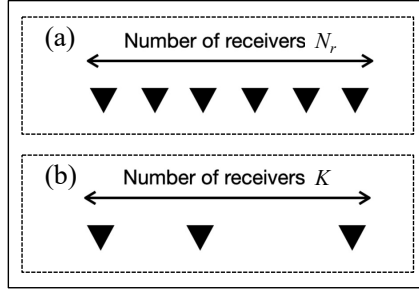 (a)
Number of receivers N_r
(b)
Number of receivers K